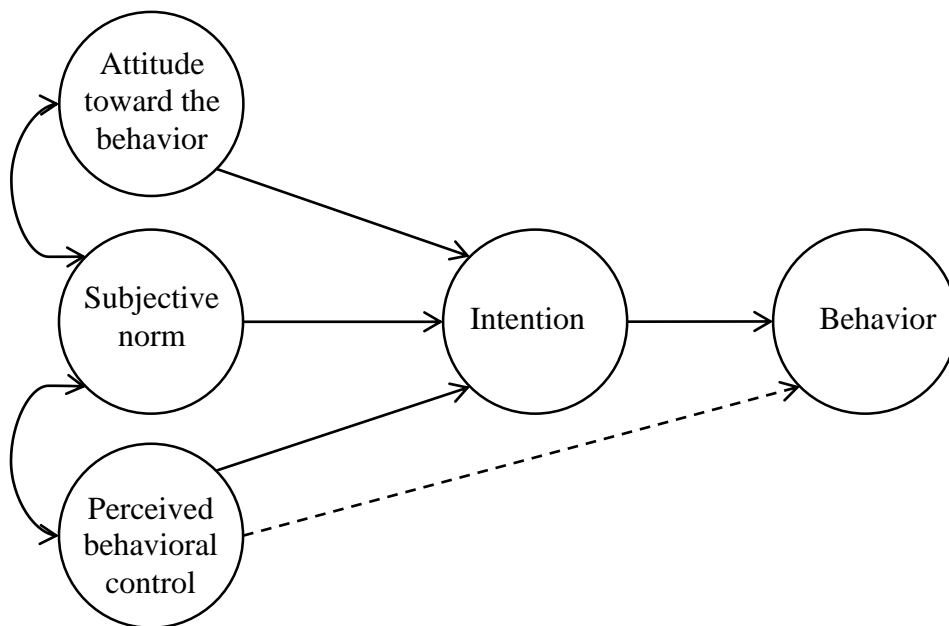 Attitude
toward the
behavior
Subjective
norm
Intention
Behavior
Perceived
behavioral
control